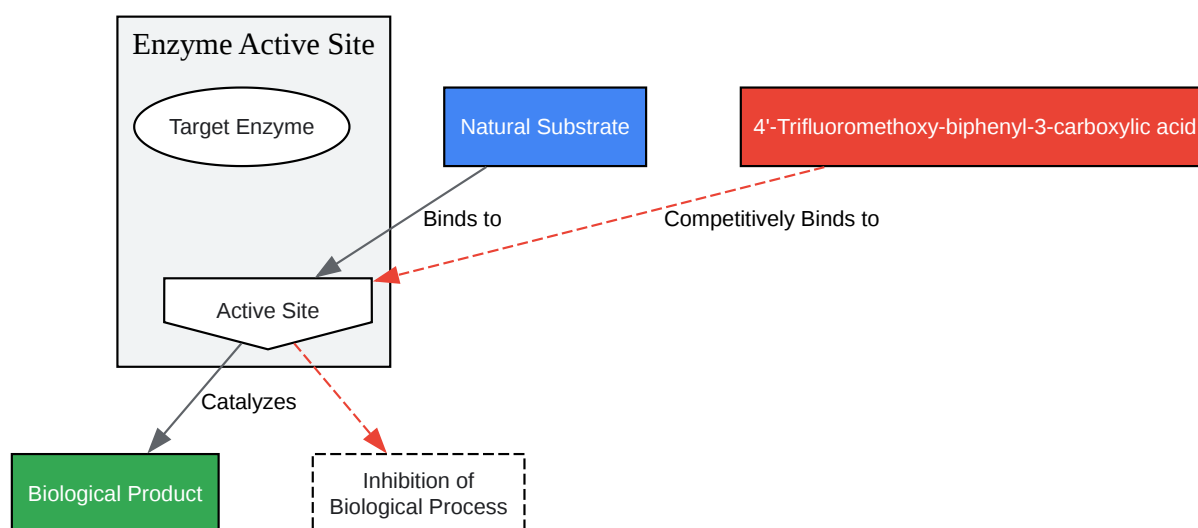 Enzyme Active Site
Target Enzyme
Natural Substrate
4'-Trifluoromethoxy-biphenyl-3-carboxylic acid
Binds to
Competitively Binds to
Active Site
Catalyzes
Biological Product
Inhibition of
Biological Process